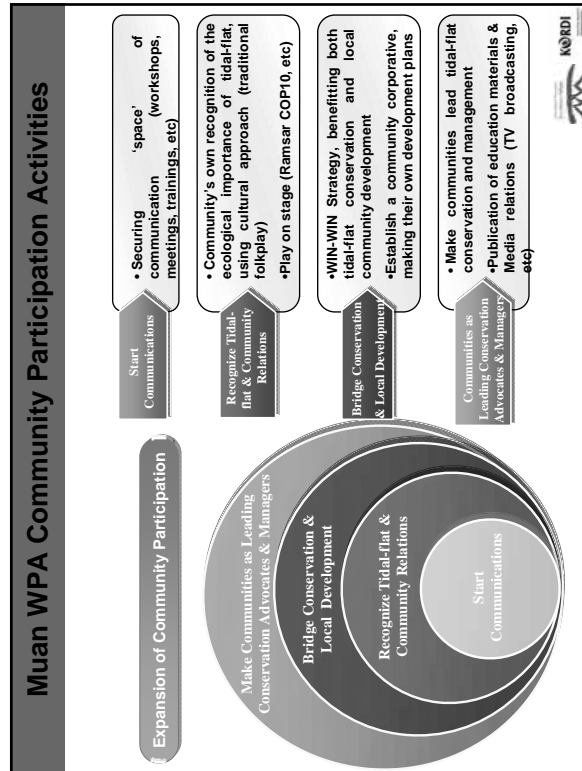 Muan WPA Community Participation Activities
Expansion of Community Participation
Make Communities as Leading
Conservation Advocates & Managers
Bridge Conservation &
Local Development
Recognize Tidal-flat &
Community Relations
Start
Communications
Start
Communications
• Securing 'space' of
communication (workshops,
meetings, trainings, etc)
Recognize Tidal-
flat & Community
Relations
•Community's own recognition of the
ecological importance of tidal-flat,
using cultural approach (traditional
folkplay)
•Play on stage (Ramsar COP10, etc)
Bridge Conservation
& Local Development
•WIN-WIN Strategy, benefitting both
tidal-flat conservation and local
community development
•Establish a community corporative,
making their own development plans
Communities as
Leading Conservation
Advocates & Managers
• Make communities lead tidal-flat
conservation and management
•Publication of education materials &
Media relations (TV broadcasting,
etc)
KORDI